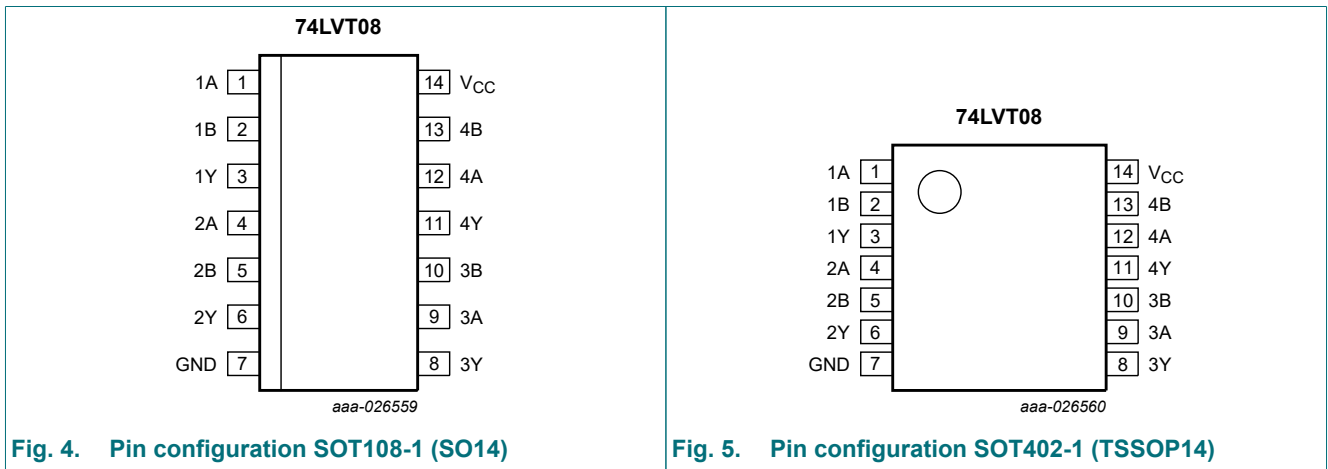 74LVT08
1A 1 14 VCC
1B 2 13 4B
1Y 3 12 4A
2A 4 11 4Y
2B 5 10 3B
2Y 6 9 3A
GND 7 8 3Y
aaa-026559
Fig. 4. Pin configuration SOT108-1 (SO14)
74LVT08
1A 1 14 VCC
1B 2 13 4B
1Y 3 12 4A
2A 4 11 4Y
2B 5 10 3B
2Y 6 9 3A
GND 7 8 3Y
aaa-026560
Fig. 5. Pin configuration SOT402-1 (TSSOP14)